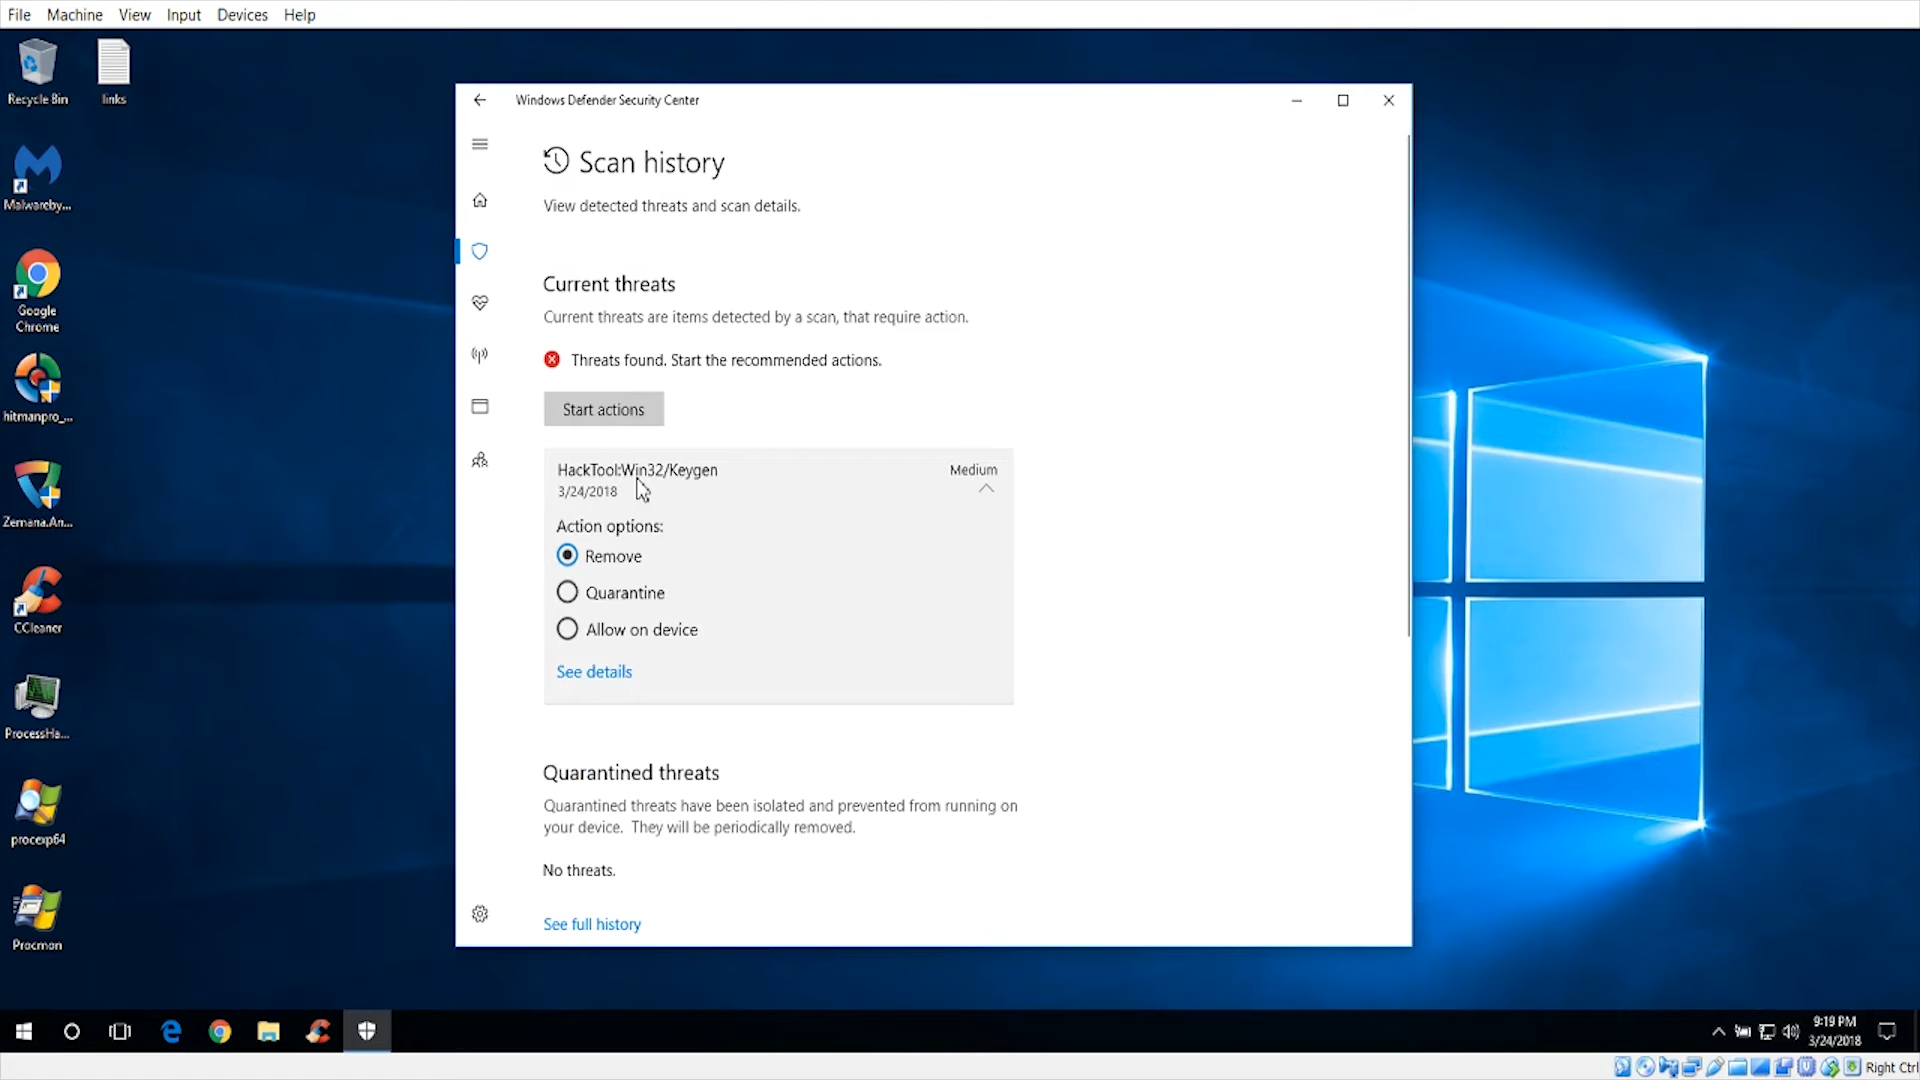 File Machine View Input Devices Help
Recycle Bin
links
Malwareby...
Google
Chrome
hitmanpro_...
Zemana.An...
CCleaner
ProcessHa...
procexp64
Procmon
Windows Defender Security Center
Scan history
View detected threats and scan details.
Current threats
Current threats are items detected by a scan, that require action.
Threats found. Start the recommended actions.
Start actions
HackTool:Win32/Keygen Medium
3/24/2018
Action options:
Remove
Quarantine
Allow on device
See details
Quarantined threats
Quarantined threats have been isolated and prevented from running on
your device. They will be periodically removed.
No threats.
See full history
9:19 PM
3/24/2018
Right Ctrl